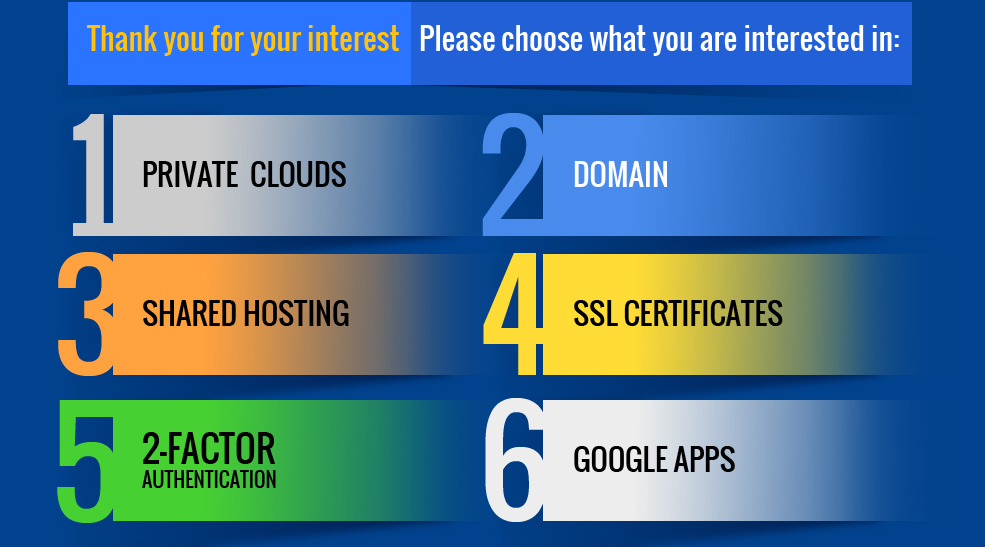 Thank you for your interest Please choose what you are interested in:
1 PRIVATE CLOUDS
2 DOMAIN
3 SHARED HOSTING
4 SSL CERTIFICATES
5 2-FACTOR
AUTHENTICATION
6 GOOGLE APPS